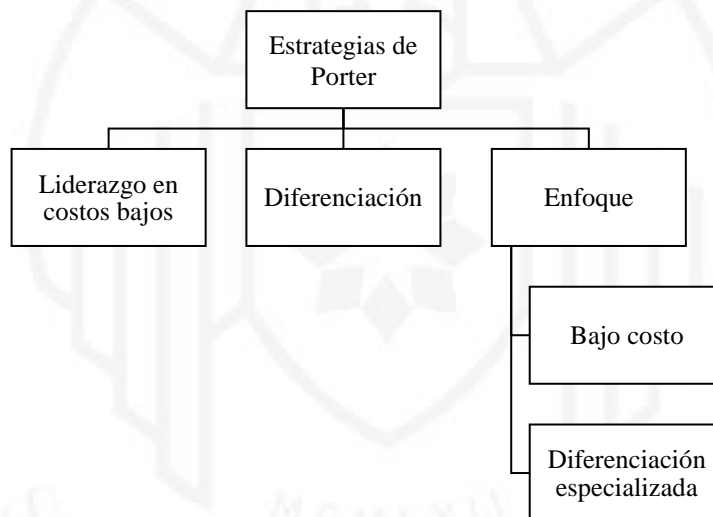 Estrategias de
Porter
Liderazgo en
costos bajos
Diferenciación
Enfoque
Bajo costo
Diferenciación
especializada